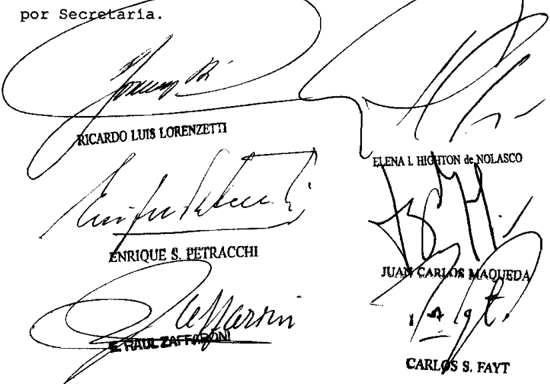 por Secretaría.
RICARDO LUIS LORENZETTI
ELENA I. HIGHTON de NOLASCO
ENRIQUE S. PETRACCHI
JUAN CARLOS MAQUEDA
E. RAUL ZAFFARONI
CARLOS S. FAYT